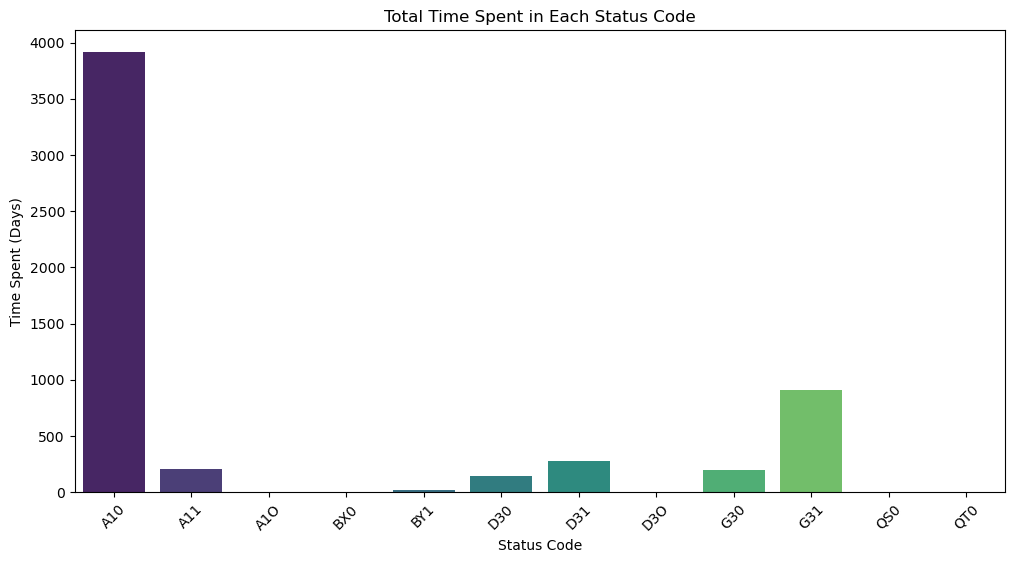 Total Time Spent in Each Status Code
4000
3500
3000
2500
2000
1500
1000
500
0
Time Spent (Days)
A10
A11
A1O
BX0
BY1
D30
D31
D3O
G30
G31
QS0
QT0
Status Code